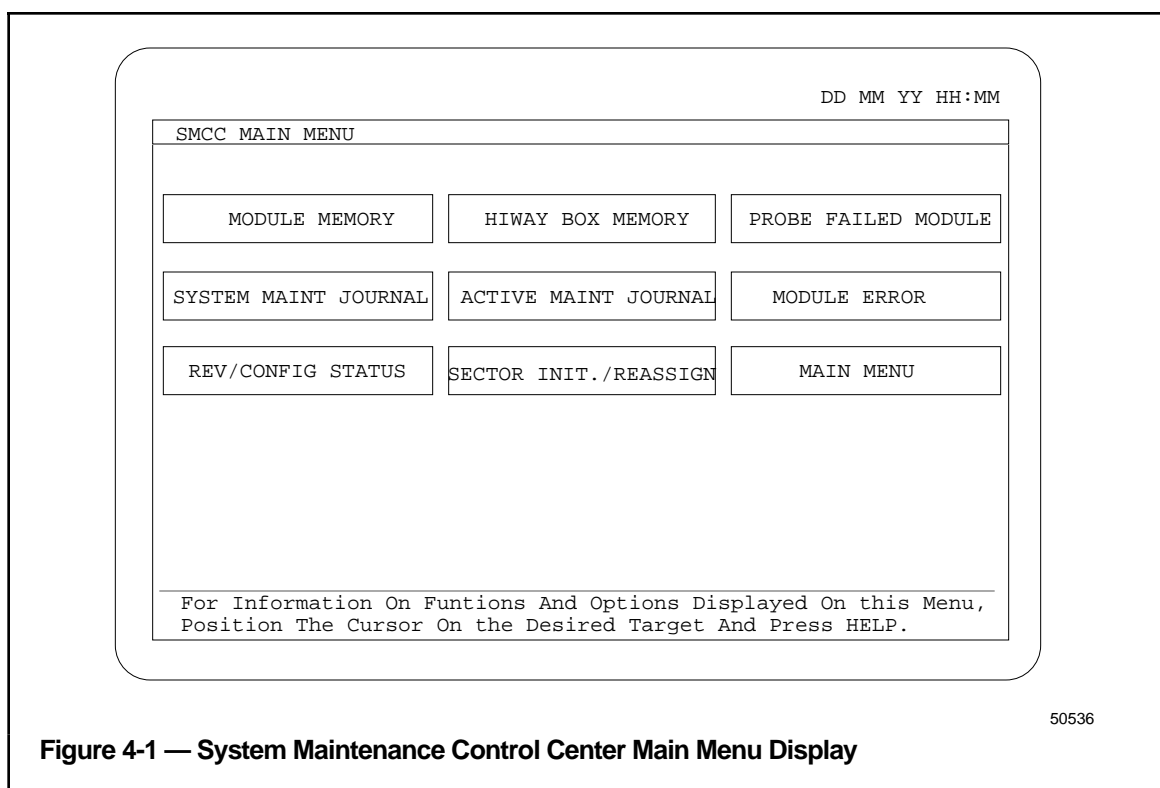 DD MM YY HH:MM
SMCC MAIN MENU
MODULE MEMORY
HIWAY BOX MEMORY
PROBE FAILED MODULE
SYSTEM MAINT JOURNAL
ACTIVE MAINT JOURNAL
MODULE ERROR
REV/CONFIG STATUS
SECTOR INIT./REASSIGN
MAIN MENU
For Information On Funtions And Options Displayed On this Menu,
Position The Cursor On the Desired Target And Press HELP.
50536
Figure 4-1 — System Maintenance Control Center Main Menu Display